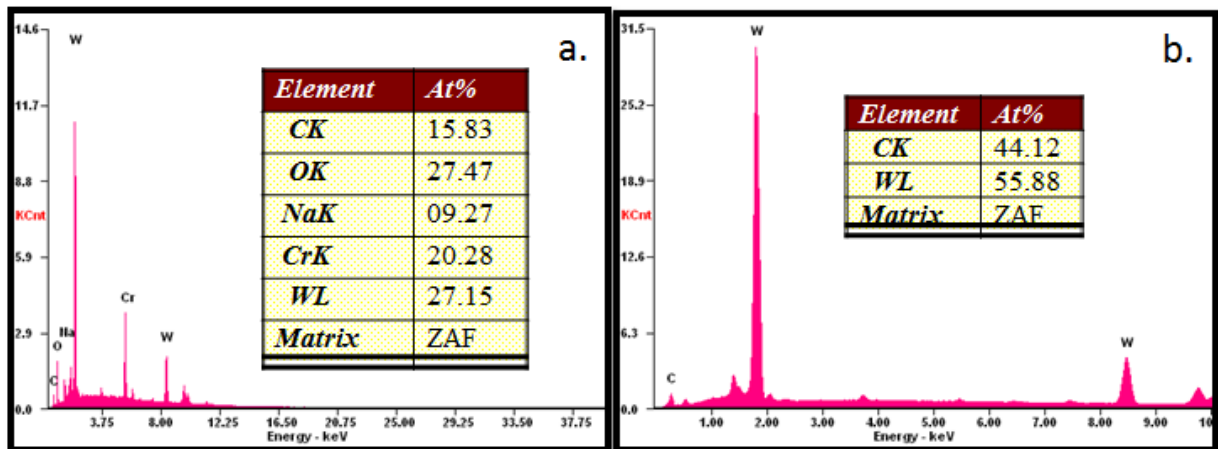 a.
14.6
11.7
8.8
KCnt
5.9
2.9
0.0
W
Na
O
C
Cr
W
Element At%
CK 15.83
OK 27.47
NaK 09.27
CrK 20.28
WL 27.15
Matrix ZAF
3.75 8.00 12.25 16.50 20.75 25.00 29.25 33.50 37.75
Energy - keV
b.
31.5
25.2
18.9
KCnt
12.6
6.3
0.0
W
C
W
Element At%
CK 44.12
WL 55.88
Matrix ZAF
1.00 2.00 3.00 4.00 5.00 6.00 7.00 8.00 9.00 10
Energy - keV